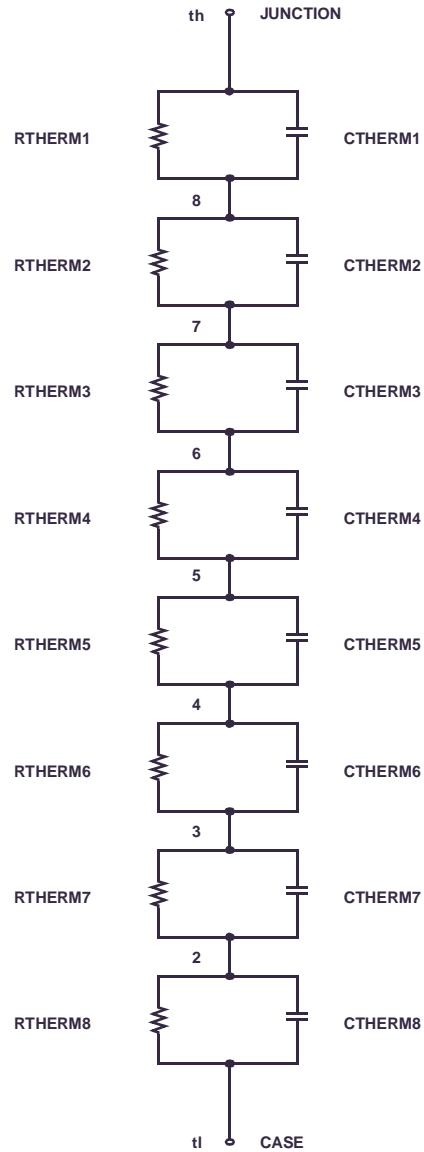 th JUNCTION
RTHERM1 CTHERM1
8
RTHERM2 CTHERM2
7
RTHERM3 CTHERM3
6
RTHERM4 CTHERM4
5
RTHERM5 CTHERM5
4
RTHERM6 CTHERM6
3
RTHERM7 CTHERM7
2
RTHERM8 CTHERM8
tl CASE